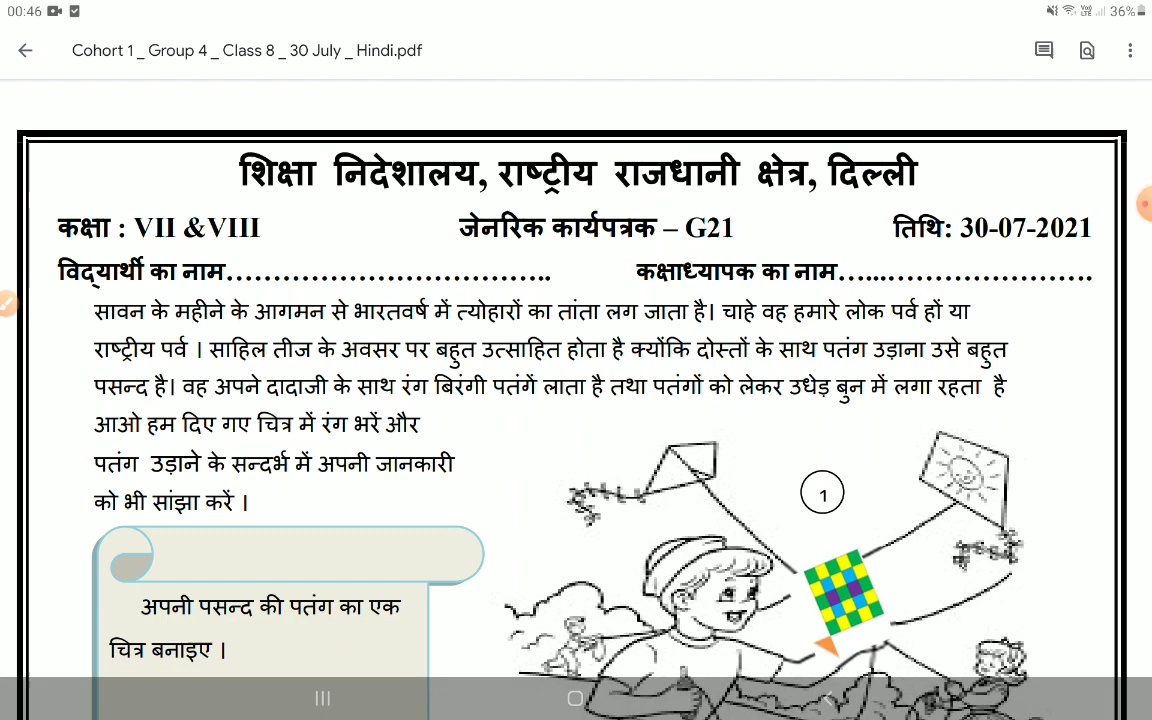 00:46
36%
Cohort 1 _ Group 4 _ Class 8 _ 30 July _ Hindi.pdf
शिक्षा निदेशालय, राष्ट्रीय राजधानी क्षेत्र, दिल्ली
कक्षा : VII &VIII जेनरिक कार्यपत्रक – G21 तिथि: 30-07-2021
विद्यार्थी का नाम…………………………….. कक्षाध्यापक का नाम…...………………………….
सावन के महीने के आगमन से भारतवर्ष में त्योहारों का तांता लग जाता है। चाहे वह हमारे लोक पर्व हों या
राष्ट्रीय पर्व । साहिल तीज के अवसर पर बहुत उत्साहित होता है क्योंकि दोस्तों के साथ पतंग उड़ाना उसे बहुत
पसन्द है। वह अपने दादाजी के साथ रंग बिरंगी पतंगें लाता है तथा पतंगों को लेकर उधेड़ बुन में लगा रहता है
आओ हम दिए गए चित्र में रंग भरें और
पतंग उड़ाने के सन्दर्भ में अपनी जानकारी
को भी सांझा करें ।
1
अपनी पसन्द की पतंग का एक
चित्र बनाइए ।